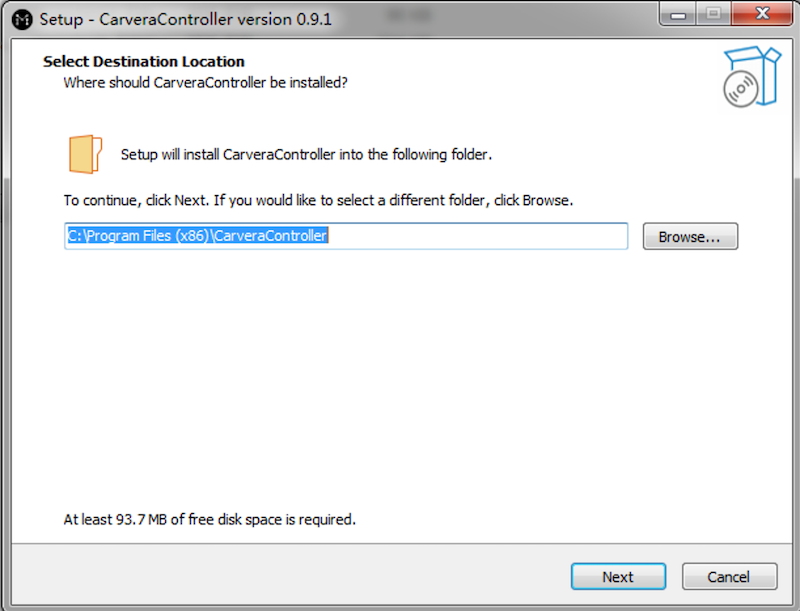 Setup - CarveraController version 0.9.1
Select Destination Location
Where should CarveraController be installed?
Setup will install CarveraController into the following folder.
To continue, click Next. If you would like to select a different folder, click Browse.
C:\Program Files (x86)\CarveraController
Browse...
At least 93.7 MB of free disk space is required.
Next
Cancel